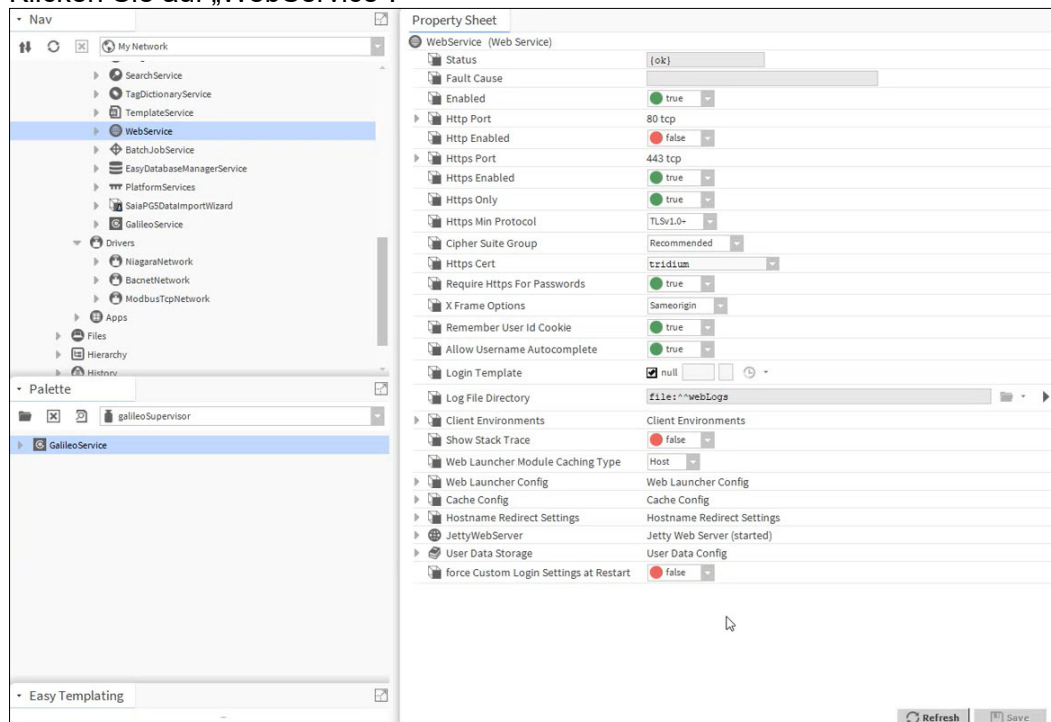 Klicken Sie auf „WebService“.
Nav
My Network
SearchService
TagDictionaryService
TemplateService
WebService
BatchJobService
EasyDatabaseManagerService
PlatformServices
SaiaPG5DataImportWizard
GalileoService
Drivers
NiagaraNetwork
BacnetNetwork
ModbusTcpNetwork
Apps
Files
Hierarchy
History
Palette
galileoSupervisor
GalileoService
Easy Templating
Property Sheet
WebService (Web Service)
Status {ok}
Fault Cause
Enabled true
Http Port 80 tcp
Http Enabled false
Https Port 443 tcp
Https Enabled true
Https Only true
Https Min Protocol TLSv1.0+
Cipher Suite Group Recommended
Https Cert tridium
Require Https For Passwords true
X Frame Options Sameorigin
Remember User Id Cookie true
Allow Username Autocomplete true
Login Template null
Log File Directory file:^^webLogs
Client Environments Client Environments
Show Stack Trace false
Web Launcher Module Caching Type Host
Web Launcher Config Web Launcher Config
Cache Config Cache Config
Hostname Redirect Settings Hostname Redirect Settings
JettyWebServer Jetty Web Server (started)
User Data Storage User Data Config
force Custom Login Settings at Restart false
Refresh Save